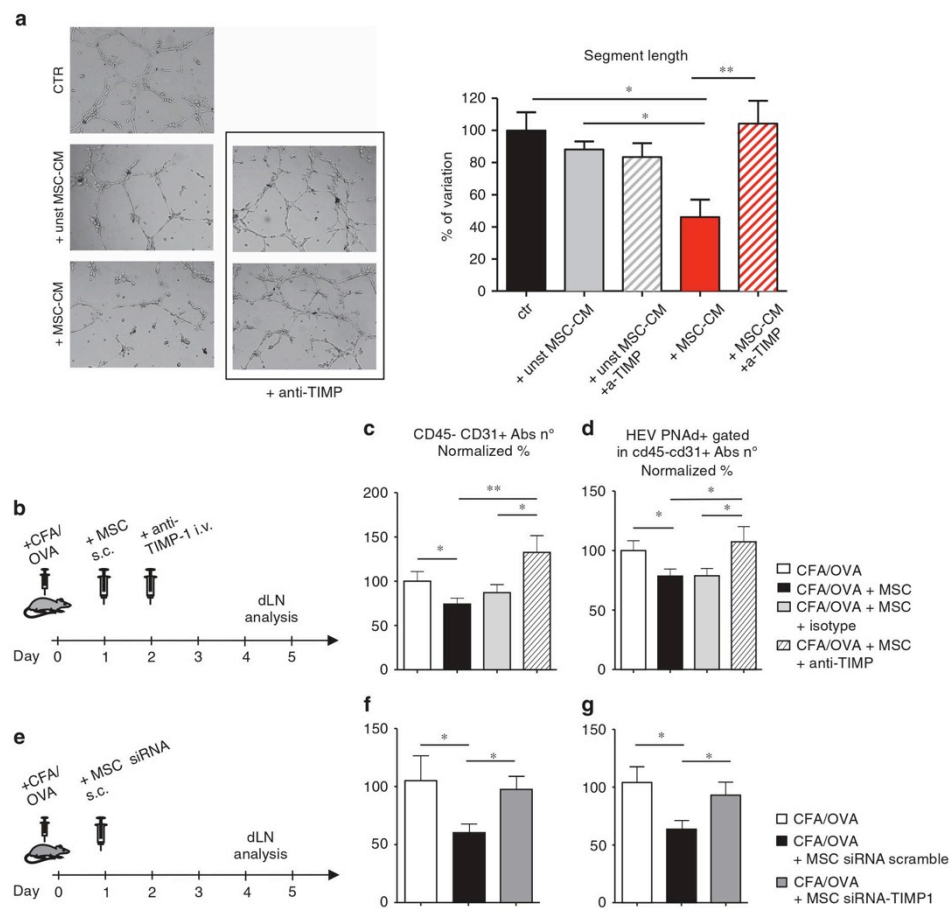 a
CTR
+ unst MSC-CM
+ MSC-CM
+ anti-TIMP
Segment length
% of variation
120
100
80
60
40
20
0
*
*
**
ctr
+ unst MSC-CM
+ unst MSC-CM
+a-TIMP
+ MSC-CM
+ MSC-CM
+a-TIMP
b
+CFA/
OVA
+ MSC
s.c.
+ anti-
TIMP-1 i.v.
dLN
analysis
Day 0 1 2 3 4 5
c
CD45- CD31+ Abs n°
Normalized %
200
150
100
50
0
*
**
*
d
HEV PNAd+ gated
in cd45-cd31+ Abs n°
Normalized %
150
100
50
0
*
*
*
CFA/OVA
CFA/OVA + MSC
CFA/OVA + MSC
+ isotype
CFA/OVA + MSC
+ anti-TIMP
e
+CFA/
OVA
+ MSC siRNA
s.c.
dLN
analysis
Day 0 1 2 3 4 5
f
150
100
50
0
*
*
g
150
100
50
0
*
*
CFA/OVA
CFA/OVA
+ MSC siRNA scramble
CFA/OVA
+ MSC siRNA-TIMP1